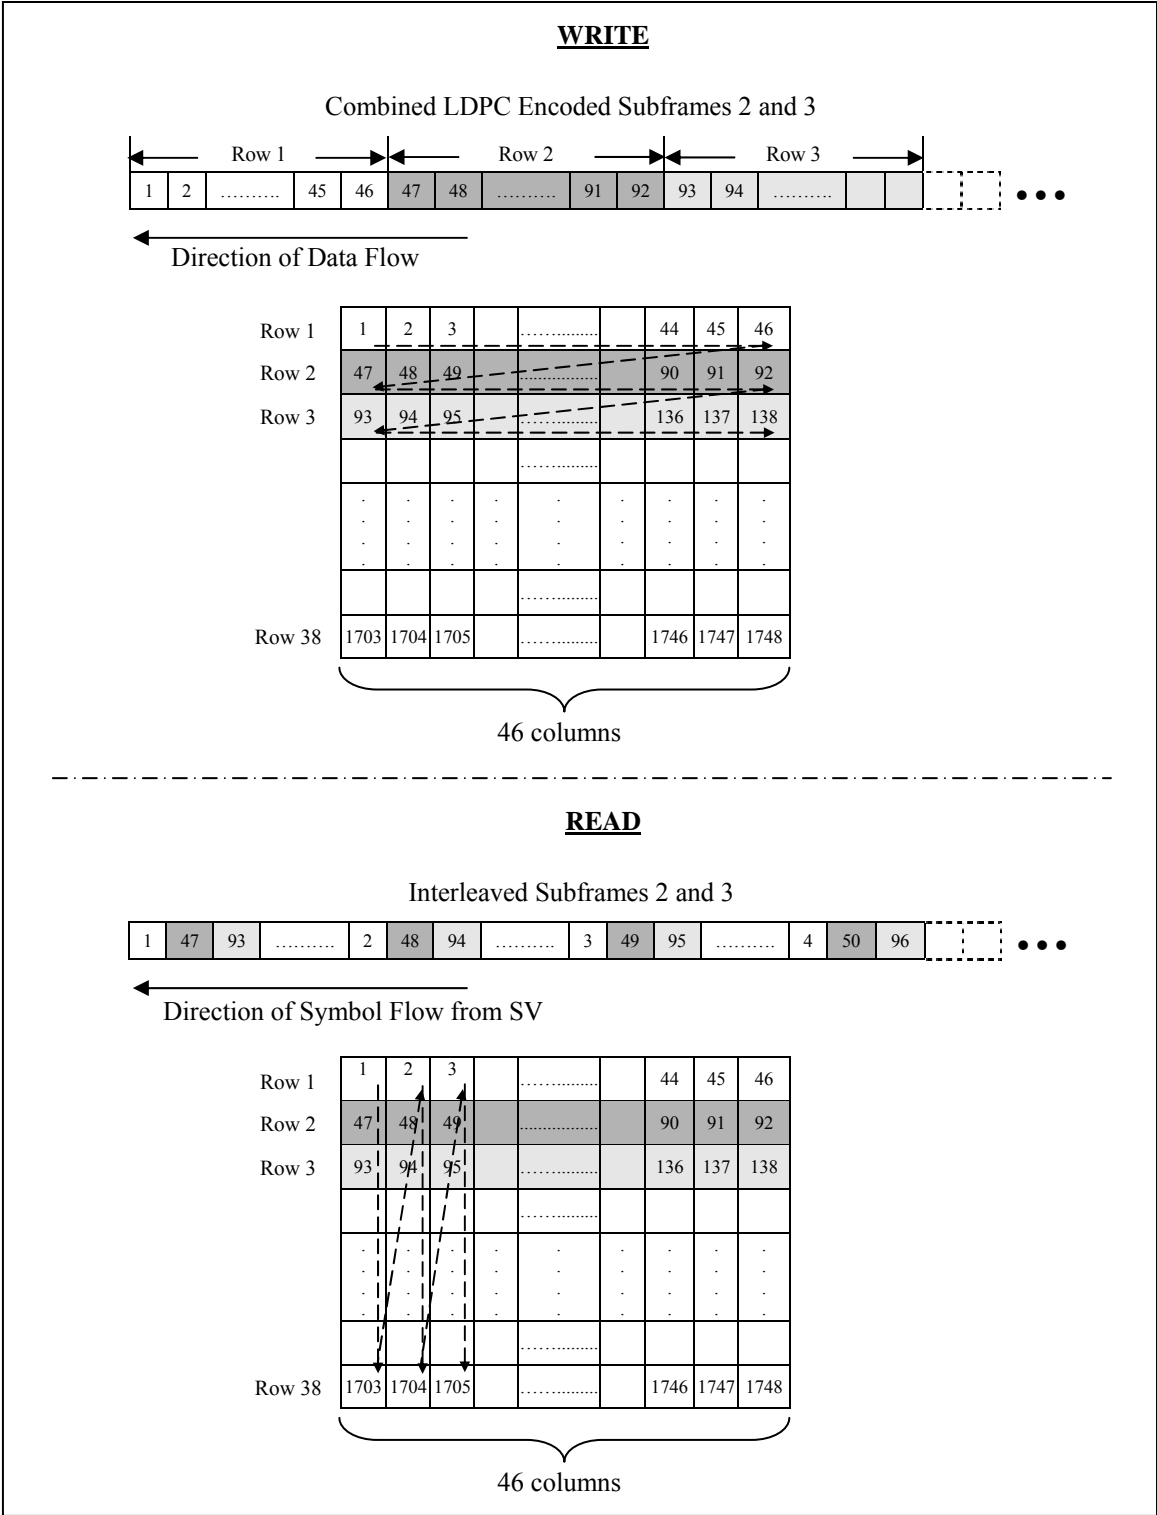 WRITE
Combined LDPC Encoded Subframes 2 and 3
Row 1 Row 2 Row 3
1 2 .......... 45 46 47 48 .......... 91 92 93 94 ..........
Direction of Data Flow
Row 1 1 2 3 ............... 44 45 46
Row 2 47 48 49 ............... 90 91 92
Row 3 93 94 95 ............... 136 137 138
...............
. . . . . . . .
. . . . . . . .
. . . . . . . .
. . . . . . . .
...............
Row 38 1703 1704 1705 ............... 1746 1747 1748
46 columns
READ
Interleaved Subframes 2 and 3
1 47 93 .......... 2 48 94 .......... 3 49 95 .......... 4 50 96
Direction of Symbol Flow from SV
Row 1 1 2 3 ............... 44 45 46
Row 2 47 48 49 ............... 90 91 92
Row 3 93 94 95 ............... 136 137 138
...............
. . . . . . . .
. . . . . . . .
. . . . . . . .
. . . . . . . .
...............
Row 38 1703 1704 1705 ............... 1746 1747 1748
46 columns